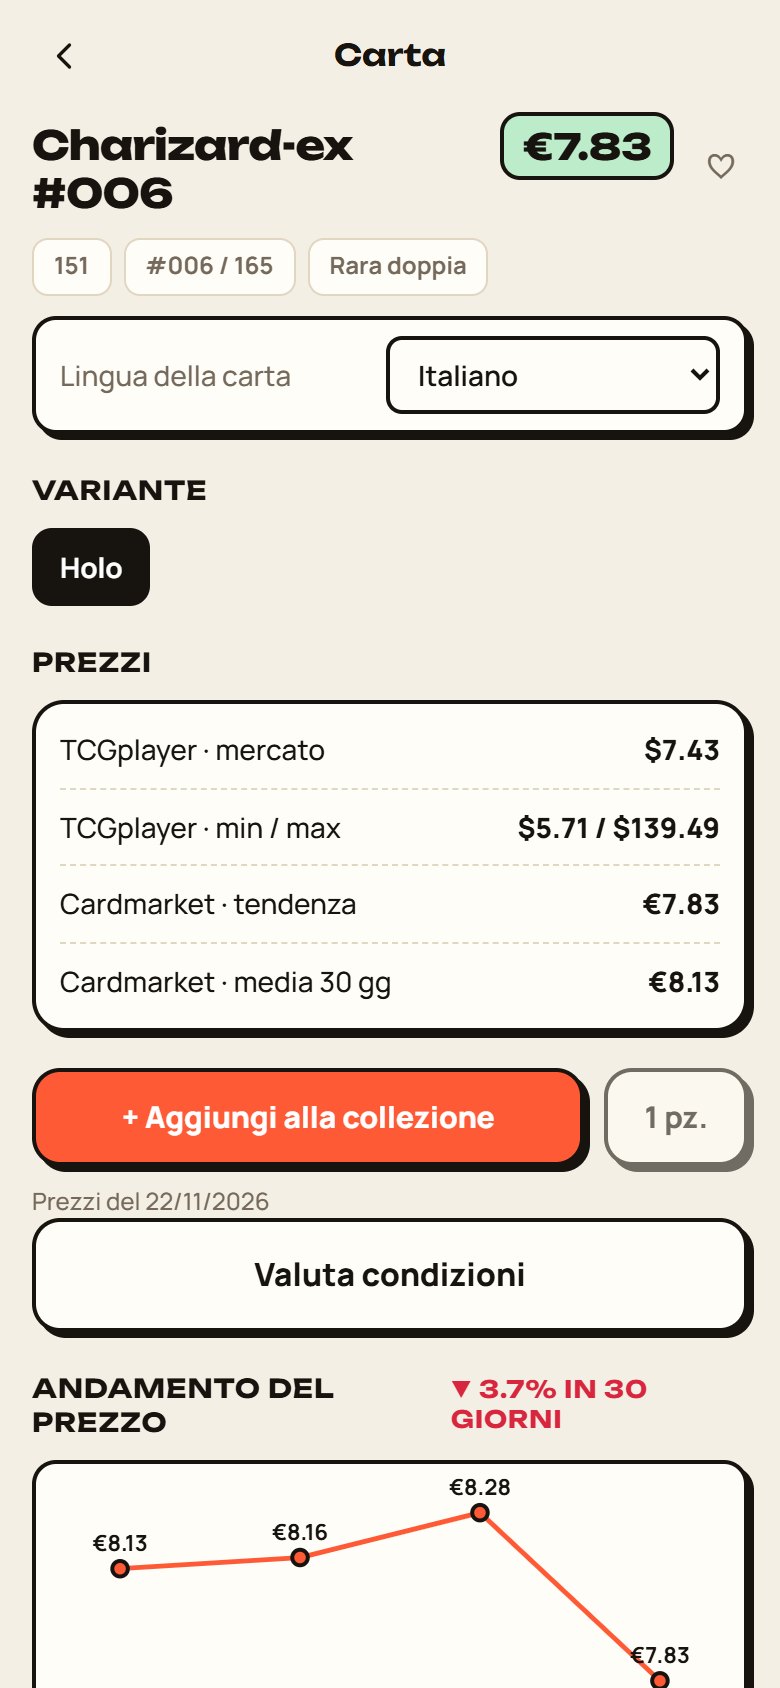 Carta
Charizard-ex
#006
€7.83
151
#006 / 165
Rara doppia
Lingua della carta
Italiano
VARIANTE
Holo
PREZZI
TCGplayer · mercato $7.43
TCGplayer · min / max $5.71 / $139.49
Cardmarket · tendenza €7.83
Cardmarket · media 30 gg €8.13
+ Aggiungi alla collezione
1 pz.
Prezzi del 22/11/2026
Valuta condizioni
ANDAMENTO DEL
PREZZO
▼ 3.7% IN 30
GIORNI
€8.13
€8.16
€8.28
€7.83